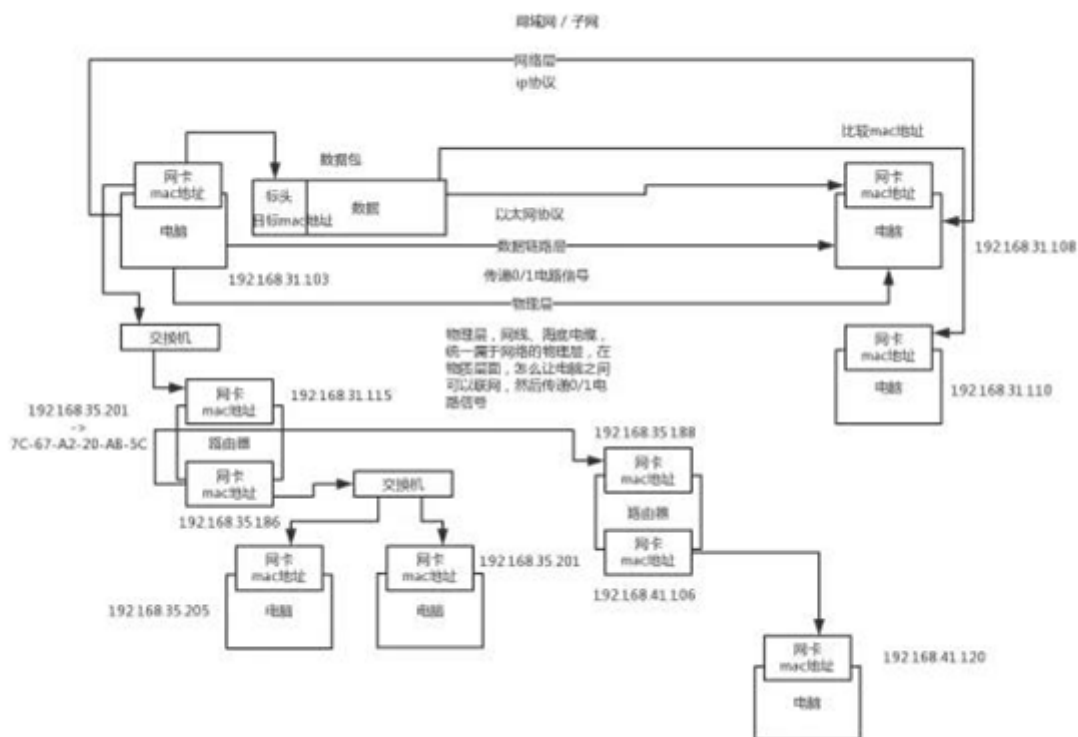 局域网 / 子网
网络层
ip协议
比较mac地址
数据包
网卡
mac地址
电脑
192.168.31.103
标头
目标mac地址
数据
以太网协议
数据链路层
传递0/1电路信号
物理层
网卡
mac地址
电脑
192.168.31.108
交换机
物理层，网线、海底电缆，
统一属于网络的物理层，在
物质层面，怎么让电脑之间
可以联网，然后传递0/1电
路信号
网卡
mac地址
电脑
192.168.31.110
192.168.35.201
->
7C-67-A2-20-AB-5C
网卡
mac地址
192.168.31.115
路由器
网卡
mac地址
192.168.35.186
交换机
192.168.35.188
网卡
mac地址
路由器
网卡
mac地址
192.168.41.106
网卡
mac地址
电脑
192.168.35.205
网卡
mac地址
电脑
192.168.35.201
网卡
mac地址
电脑
192.168.41.120